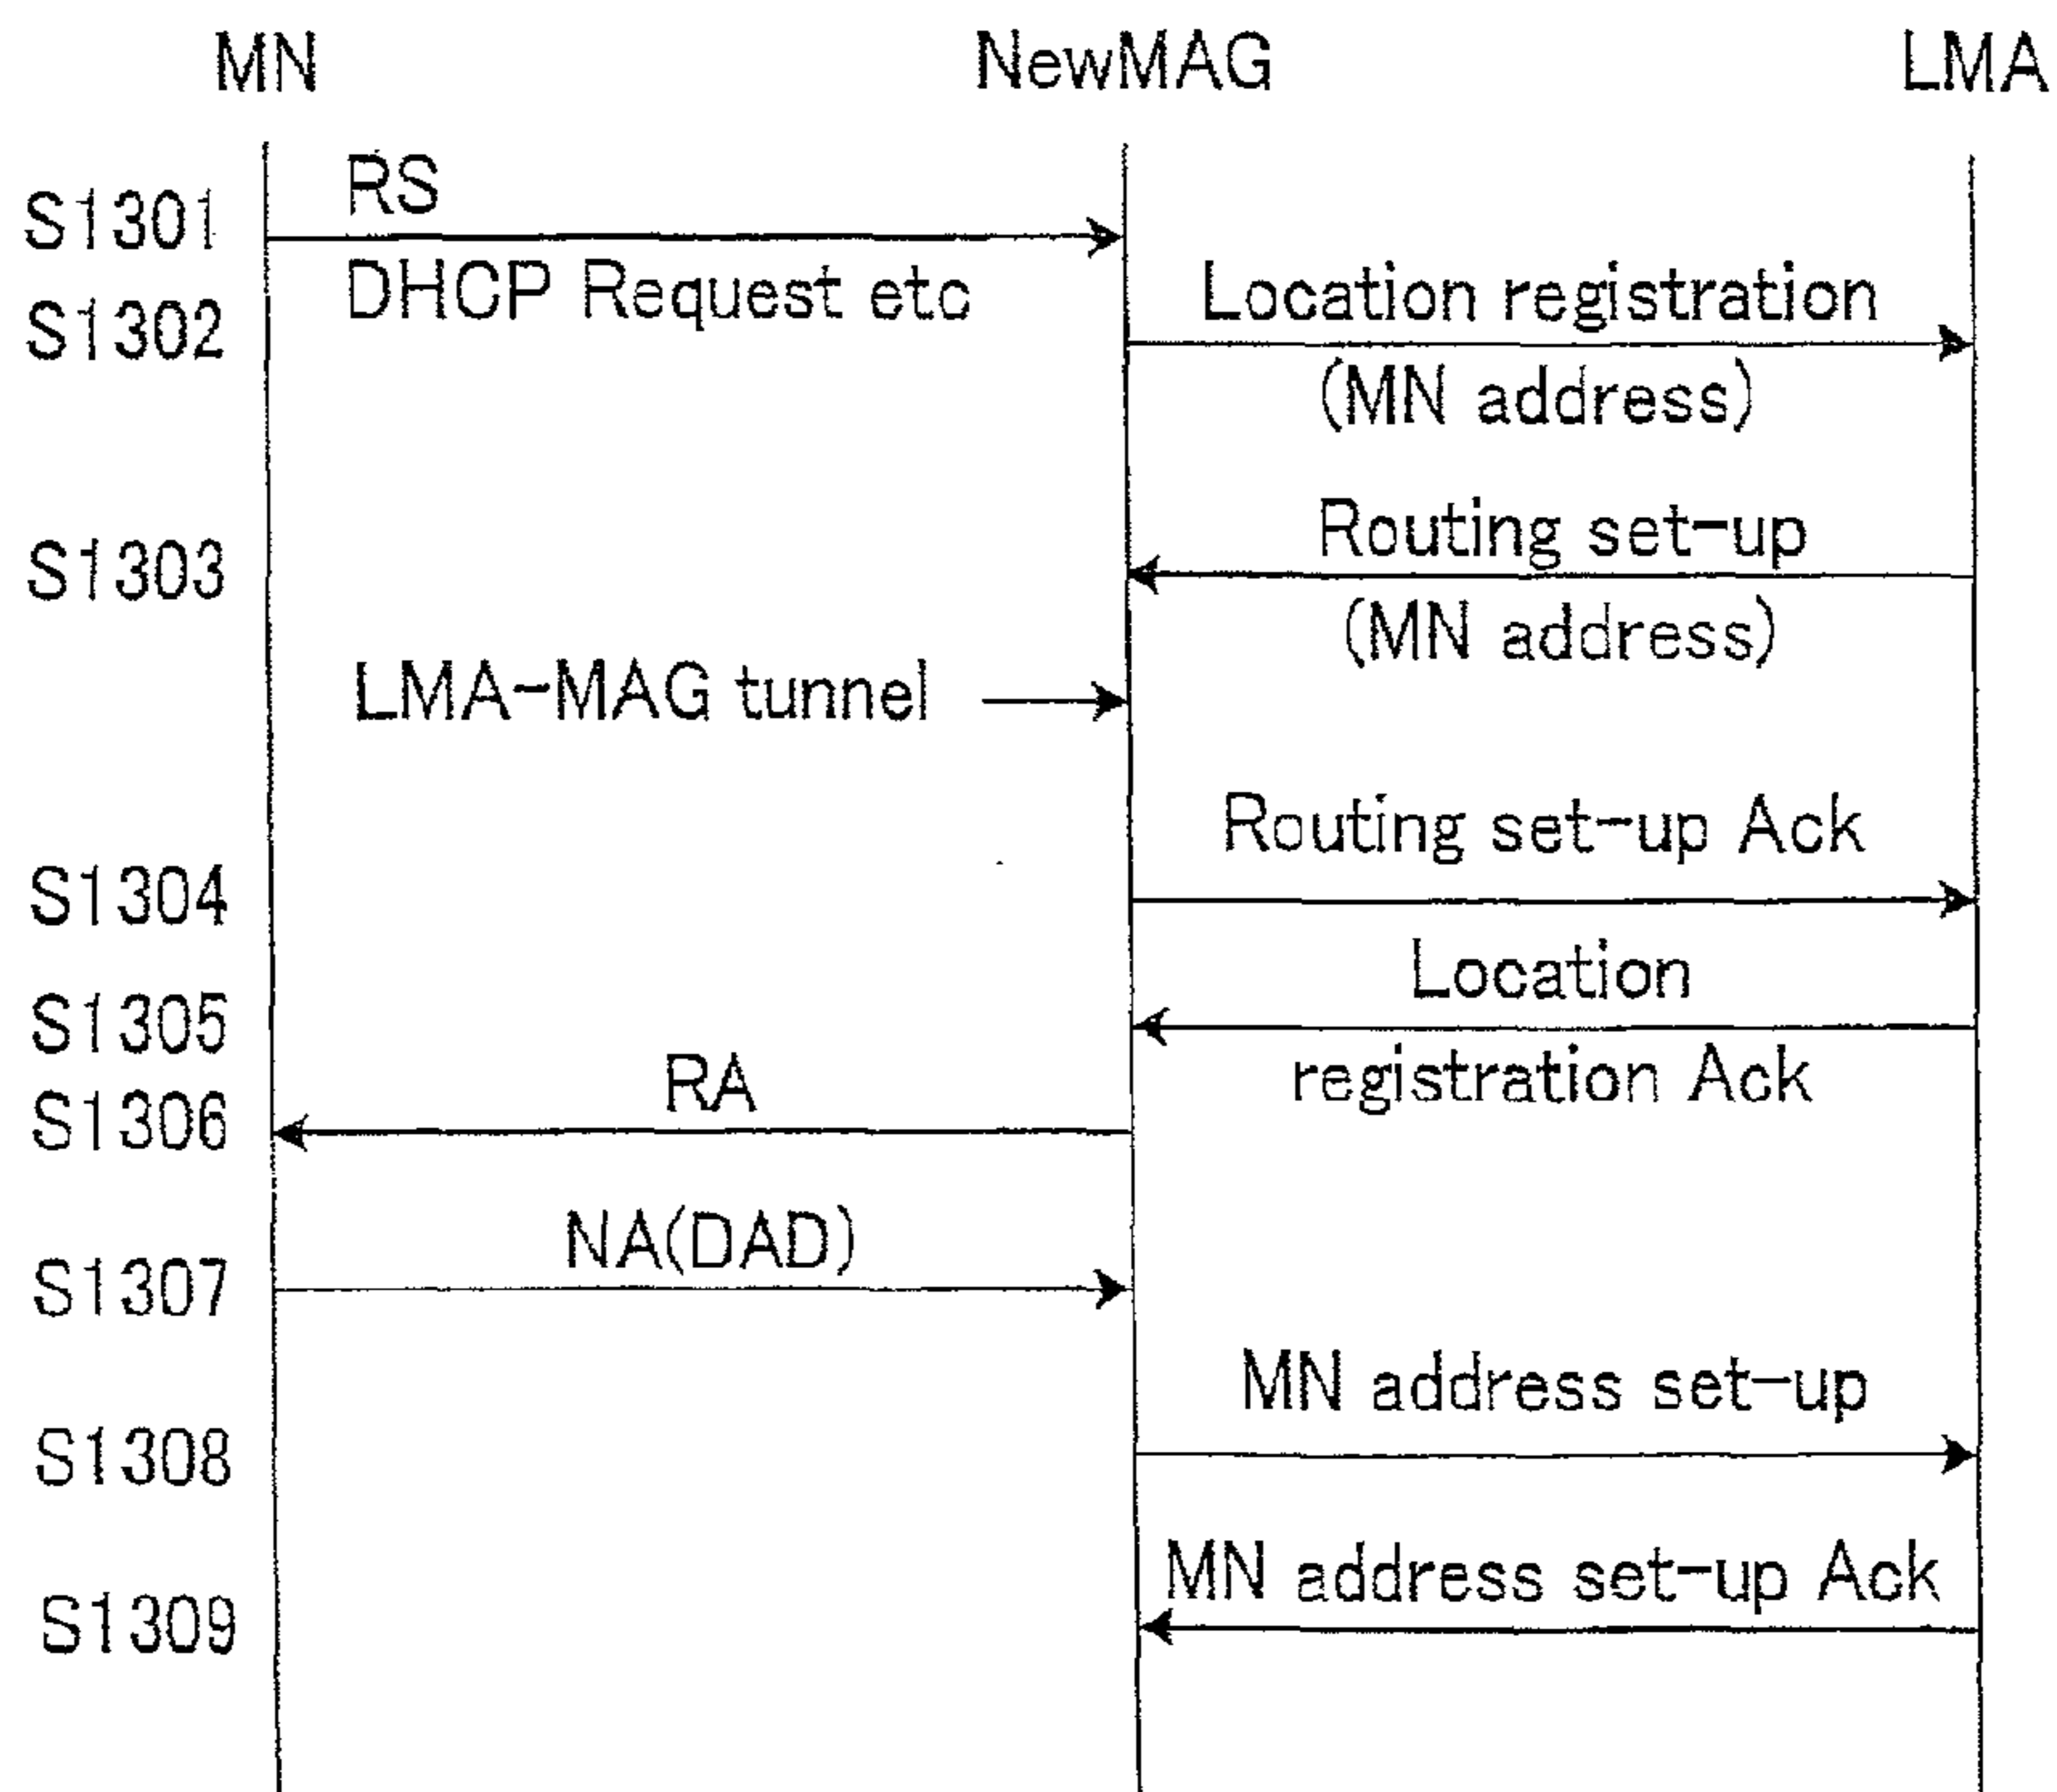 MN NewMAG LMA
RS
S1301
DHCP Request etc
Location registration
S1302
(MN address)
Routing set-up
S1303
(MN address)
LMA-MAG tunnel
Routing set-up Ack
S1304
Location
S1305
registration Ack
RA
S1306
NA(DAD)
S1307
MN address set-up
S1308
MN address set-up Ack
S1309